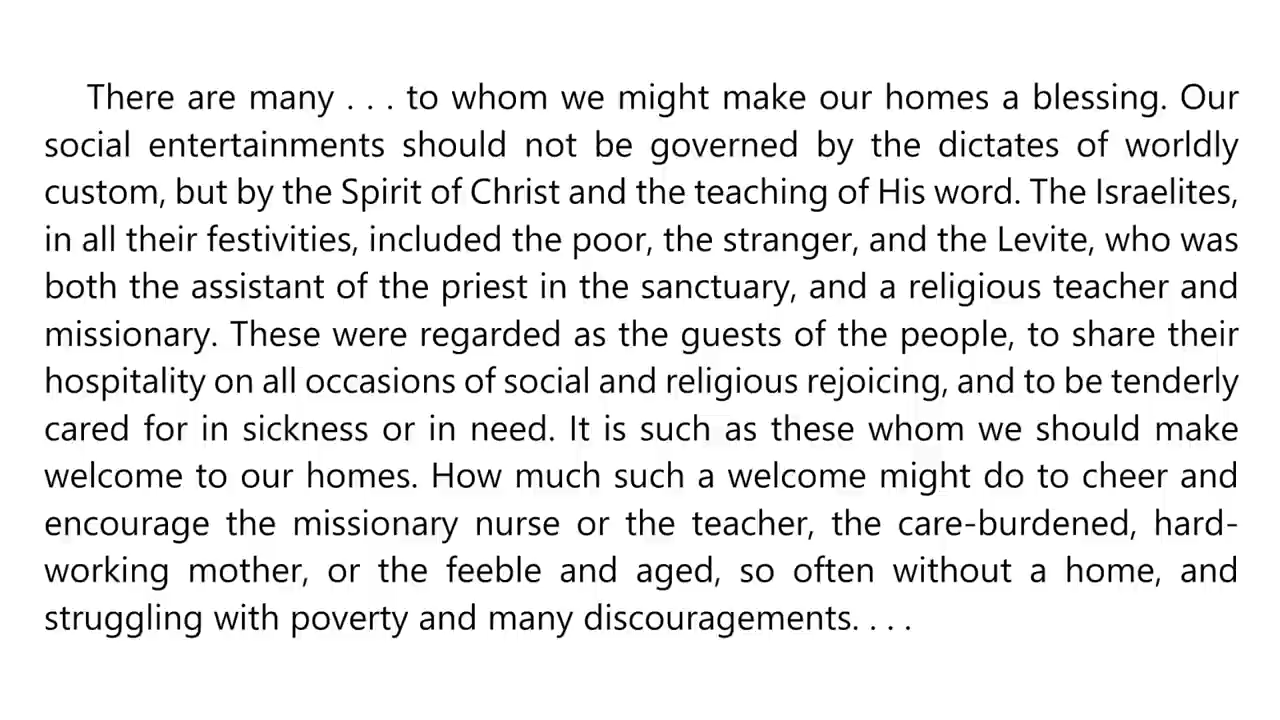 There are many . . . to whom we might make our homes a blessing. Our
social entertainments should not be governed by the dictates of worldly
custom, but by the Spirit of Christ and the teaching of His word. The Israelites,
in all their festivities, included the poor, the stranger, and the Levite, who was
both the assistant of the priest in the sanctuary, and a religious teacher and
missionary. These were regarded as the guests of the people, to share their
hospitality on all occasions of social and religious rejoicing, and to be tenderly
cared for in sickness or in need. It is such as these whom we should make
welcome to our homes. How much such a welcome might do to cheer and
encourage the missionary nurse or the teacher, the care-burdened, hard-
working mother, or the feeble and aged, so often without a home, and
struggling with poverty and many discouragements. . . .